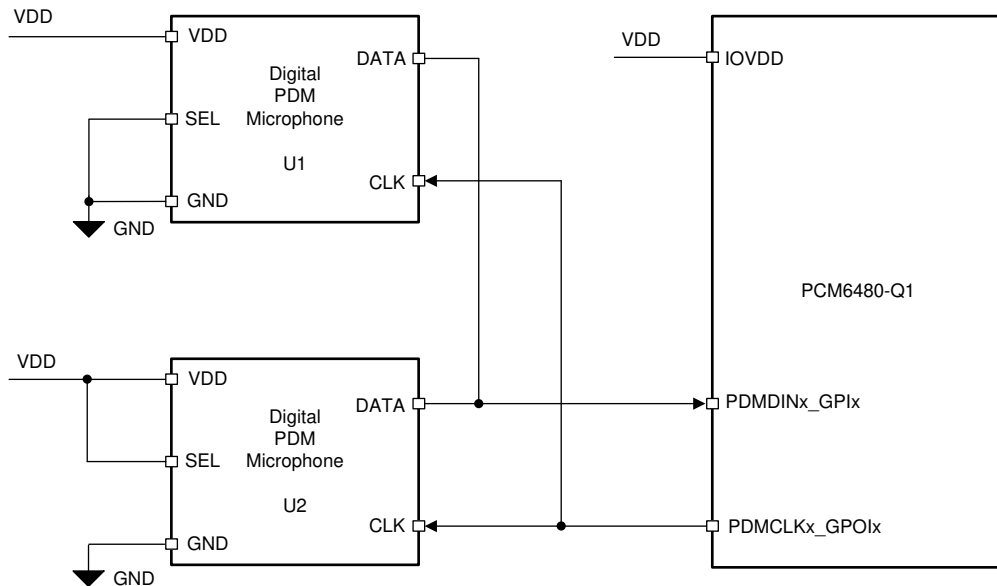 VDD
VDD
DATA
Digital
PDM
Microphone
SEL
U1
CLK
GND
GND
VDD
IOVDD
PCM6480-Q1
VDD
VDD
DATA
Digital
PDM
Microphone
SEL
U2
CLK
GND
GND
PDMDINx_GPIx
PDMCLKx_GPOIx